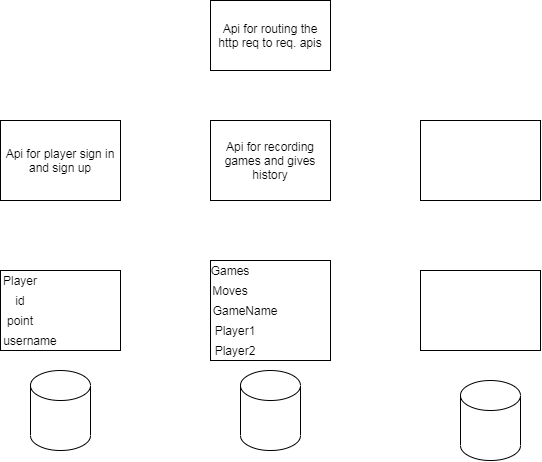 Api for routing the
http req to req. apis
Api for player sign in
and sign up
Api for recording
games and gives
history
Player
id
point
username
Games
Moves
GameName
Player1
Player2